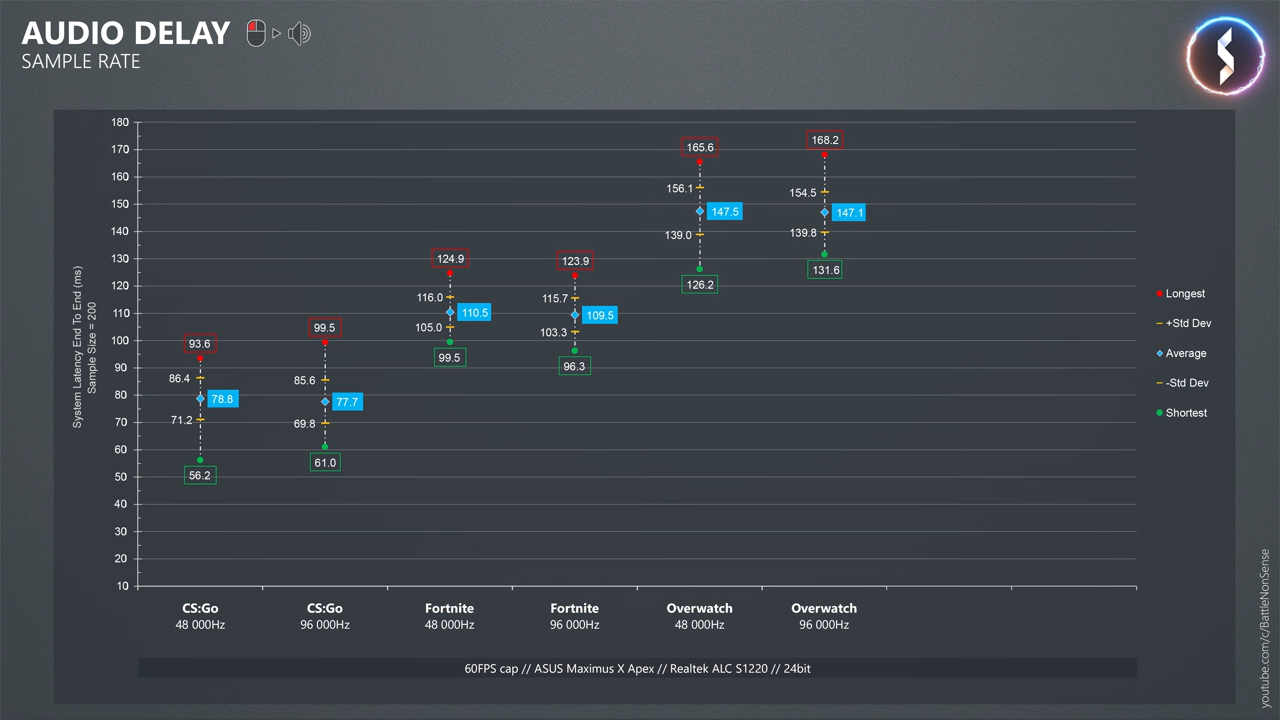 AUDIO DELAY
SAMPLE RATE
180
170
160
150
140
130
120
110
100
90
80
70
60
50
40
30
20
10
System Latency End To End (ms)
Sample Size = 200
93.6
86.4
78.8
71.2
56.2
99.5
85.6
77.7
69.8
61.0
124.9
116.0
110.5
105.0
99.5
123.9
115.7
109.5
103.3
96.3
165.6
156.1
147.5
139.0
126.2
168.2
154.5
147.1
139.8
131.6
Longest
+Std Dev
Average
-Std Dev
Shortest
CS:Go
48 000Hz
CS:Go
96 000Hz
Fortnite
48 000Hz
Fortnite
96 000Hz
Overwatch
48 000Hz
Overwatch
96 000Hz
60FPS cap // ASUS Maximus X Apex // Realtek ALC S1220 // 24bit
youtube.com/c/BattleNonSense